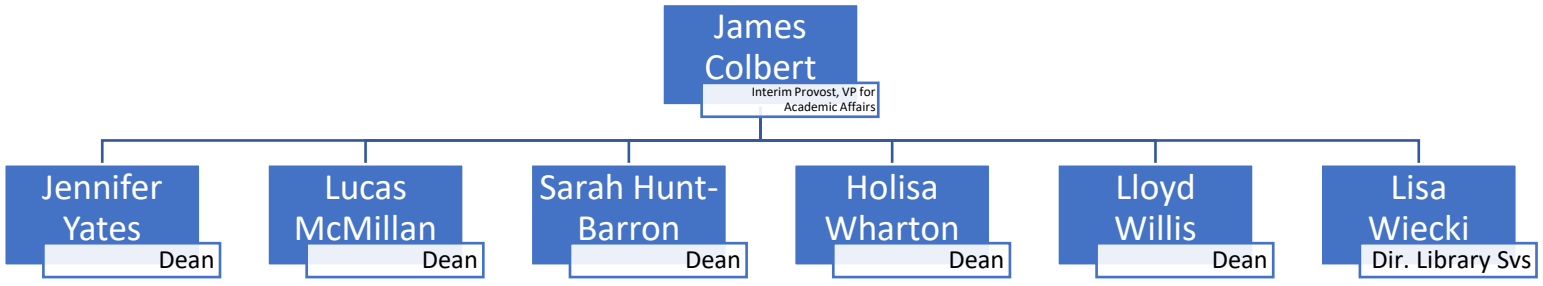 James
Colbert
Interim Provost, VP for
Academic Affairs
Jennifer
Yates
Dean
Lucas
McMillan
Dean
Sarah Hunt-
Barron
Dean
Holisa
Wharton
Dean
Lloyd
Willis
Dean
Lisa
Wiecki
Dir. Library Svs